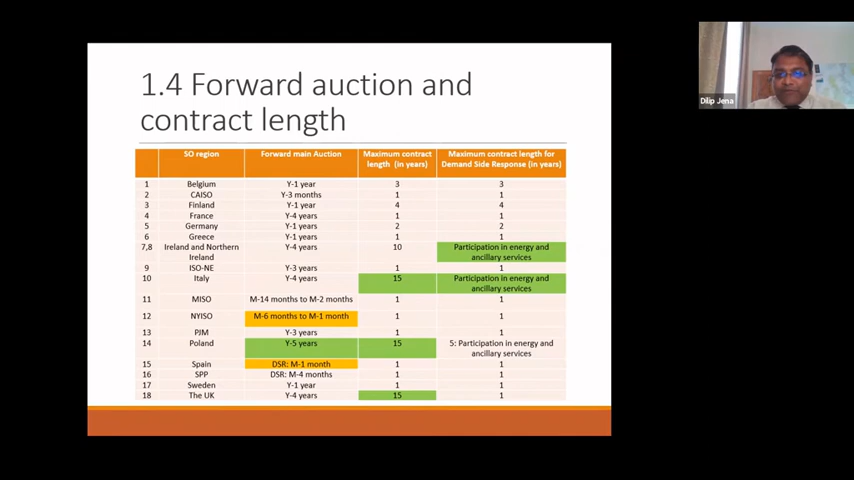 1.4 Forward auction and
contract length
SO region Forward main Auction Maximum contract length (in years) Maximum contract length for Demand Side Response (in years)
1 Belgium Y-1 year 3 3
2 CAISO Y-3 months 1 1
3 Finland Y-1 year 4 4
4 France Y-4 years 1 1
5 Germany Y-1 years 2 2
6 Greece Y-1 years 1 1
7,8 Ireland and Northern Ireland Y-4 years 10 Participation in energy and ancillary services
9 ISO-NE Y-3 years 1 1
10 Italy Y-4 years 15 Participation in energy and ancillary services
11 MISO M-14 months to M-2 months 1 1
12 NYISO M-6 months to M-1 month 1 1
13 PJM Y-3 years 1 1
14 Poland Y-5 years 15 5: Participation in energy and ancillary services
15 Spain DSR: M-1 month 1 1
16 SPP DSR: M-4 months 1 1
17 Sweden Y-1 year 1 1
18 The UK Y-4 years 15 1
Dilip Jena